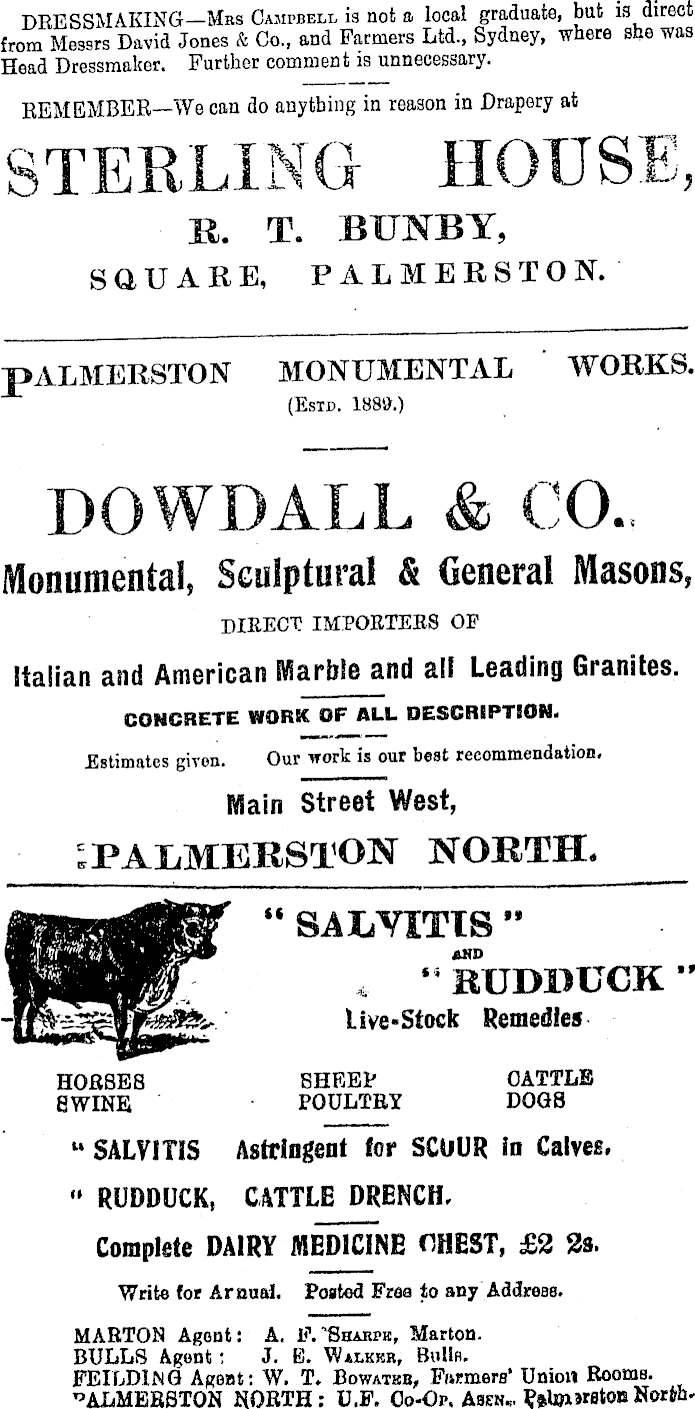 DRESSMAKING—MRS CAMPBELL is not a local graduate, but is direct
from Messrs David Jones & Co., and Farmers Ltd., Sydney, where she was
Head Dressmaker. Further comment is unnecessary.
REMEMBER—We can do anything in reason in Drapery at
STERLING HOUSE,
R. T. BUNBY,
SQUARE, PALMERSTON.
PALMERSTON MONUMENTAL WORKS.
(ESTD. 1889.)
DOWDALL & CO.,
Monumental, Sculptural & General Masons,
DIRECT IMPORTERS OF
Italian and American Marble and all Leading Granites.
CONCRETE WORK OF ALL DESCRIPTION.
Estimates given. Our work is our best recommendation.
Main Street West,
PALMERSTON NORTH.
"SALVITIS"
AND
"RUDDUCK"
Live-Stock Remedies
HORSES SHEEP CATTLE
SWINE POULTRY DOGS
"SALVITIS Astringent for SCOUR in Calves.
"RUDDUCK, CATTLE DRENCH.
Complete DAIRY MEDICINE CHEST, £2 2s.
Write for Annual. Posted Free to any Address.
MARTON Agent: A. F. SHARPE, Marton.
BULLS Agent: J. E. WALKER, Bulls.
FEILDING Agent: W. T. BOWATER, Farmers' Union Rooms.
PALMERSTON NORTH: U.F. CO-OP. ASSN., Palmerston North.